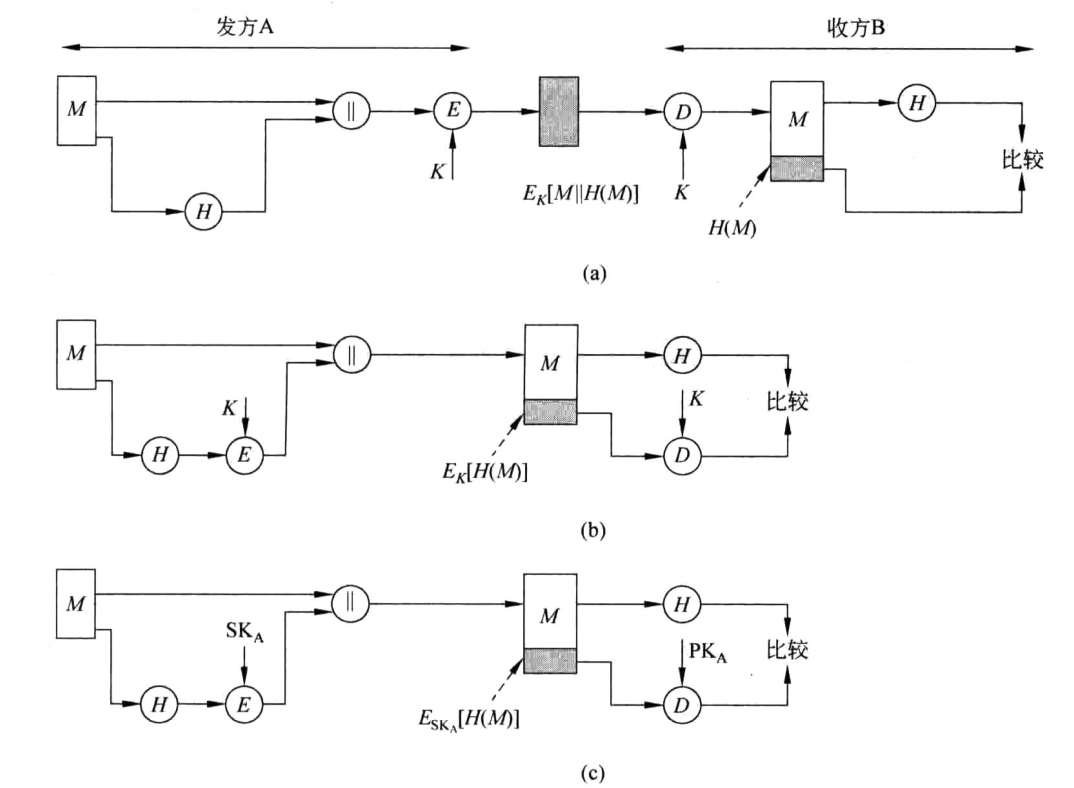 发方A 收方B
M || E D M H
K K 比较
H E_K[M||H(M)] H(M)
(a)
M || M H
K K 比较
H E D
E_K[H(M)]
(b)
M || M H
SK_A PK_A 比较
H E D
E_{SK_A}[H(M)]
(c)